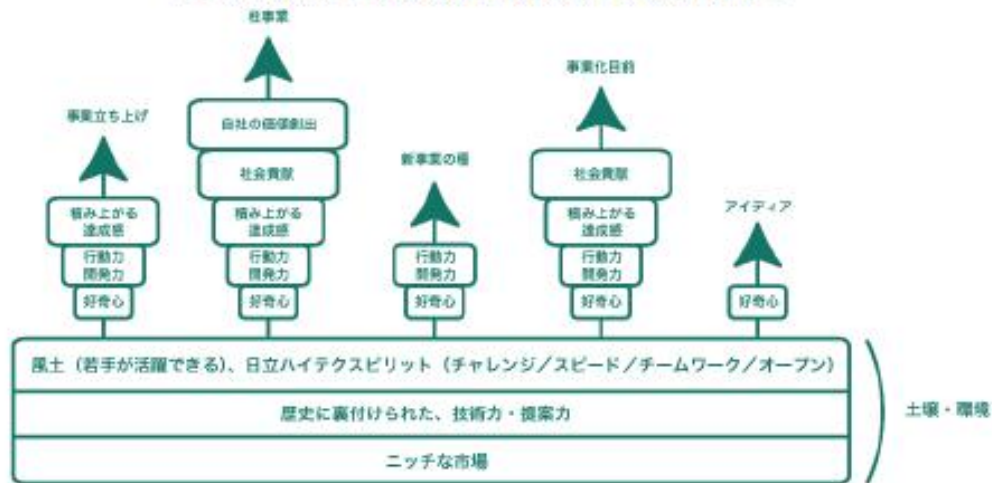 柱事業
事業化目前
事業立ち上げ
自社の価値創出
新事業の種
社会貢献
社会貢献
アイディア
積み上がる
達成感
積み上がる
達成感
積み上がる
達成感
行動力
開発力
行動力
開発力
行動力
開発力
行動力
開発力
好奇心
好奇心
好奇心
好奇心
好奇心
風土（若手が活躍できる）、日立ハイテクスピリット（チャレンジ／スピード／チームワーク／オープン）
歴史に裏付けられた、技術力・提案力
土壌・環境
ニッチな市場